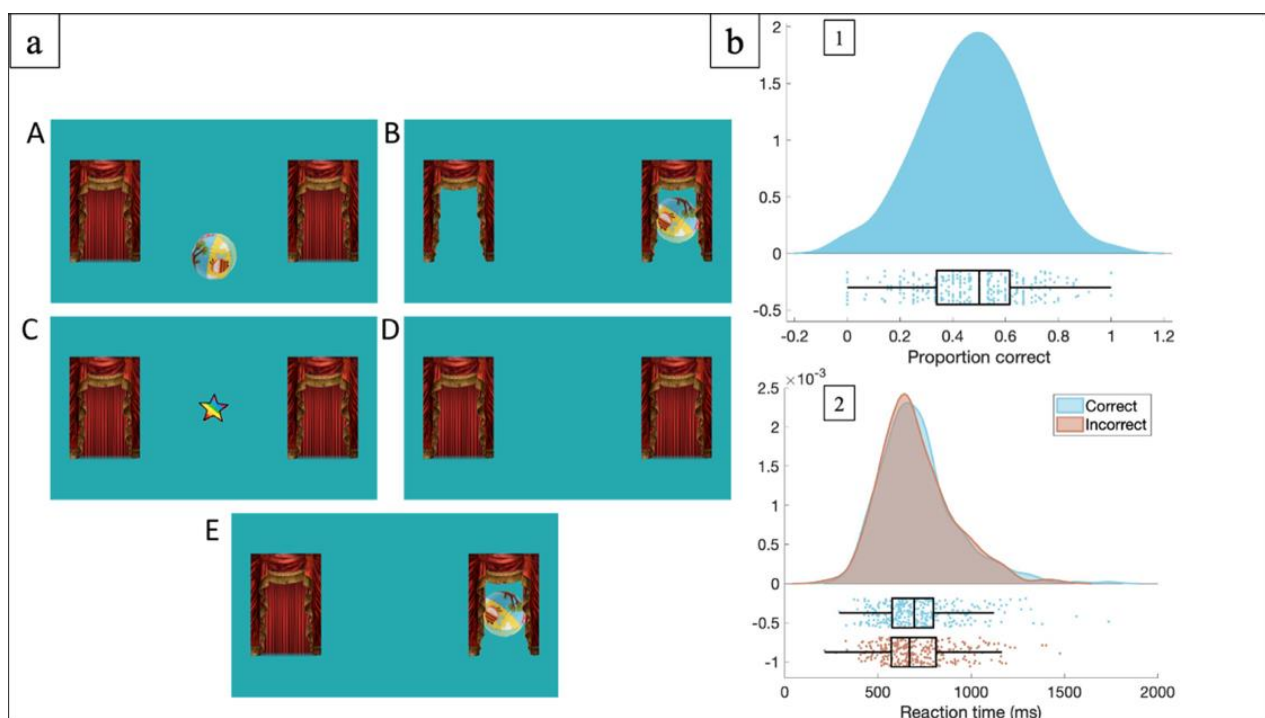 a
A
B
C
D
E
b
1
2
1.5
1
0.5
0
-0.5
-0.2
0
0.2
0.4
0.6
0.8
1
1.2
Proportion correct
×10⁻³
2.5
2
2
1.5
1
0.5
0
-0.5
-1
Correct
Incorrect
0
500
1000
1500
2000
Reaction time (ms)